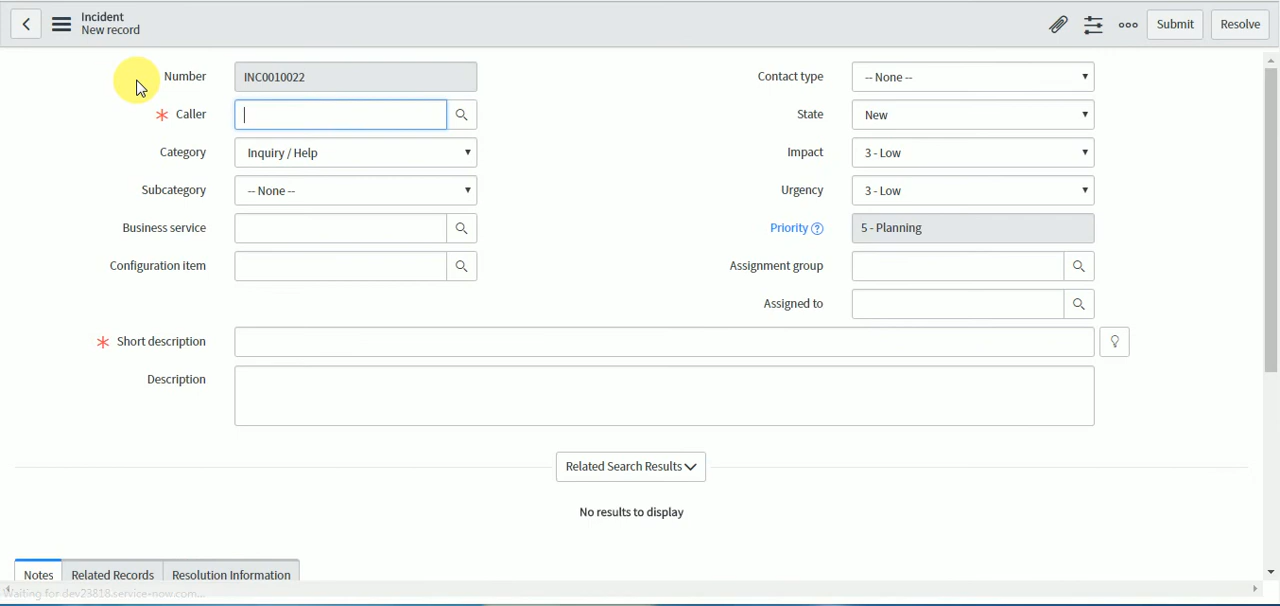 Incident
New record
Submit
Resolve
Number
INC0010022
Contact type
-- None --
Caller
State
New
Category
Inquiry / Help
Impact
3 - Low
Subcategory
-- None --
Urgency
3 - Low
Business service
Priority
5 - Planning
Configuration item
Assignment group
Assigned to
Short description
Description
Related Search Results
No results to display
Notes
Related Records
Resolution Information
Waiting for dev23818.service-now.com...